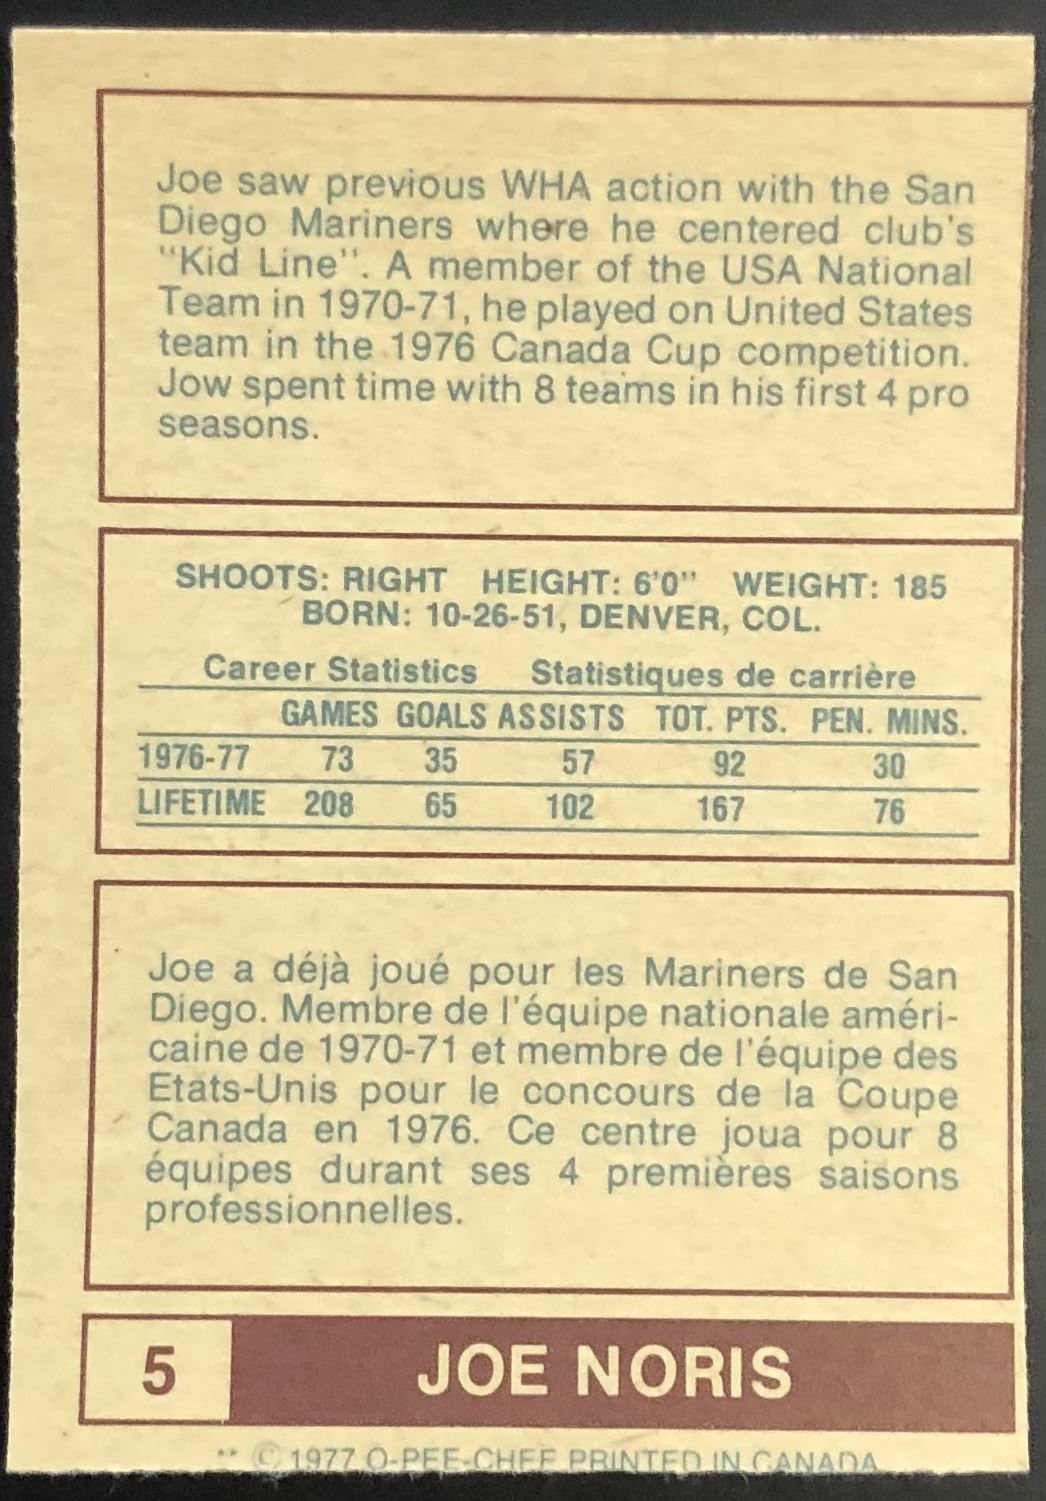 Joe saw previous WHA action with the San
Diego Mariners where he centered club's
"Kid Line". A member of the USA National
Team in 1970-71, he played on United States
team in the 1976 Canada Cup competition.
Jow spent time with 8 teams in his first 4 pro
seasons.
SHOOTS: RIGHT HEIGHT: 6'0" WEIGHT: 185
BORN: 10-26-51, DENVER, COL.
Career Statistics Statistiques de carrière
GAMES GOALS ASSISTS TOT. PTS. PEN. MINS.
1976-77 73 35 57 92 30
LIFETIME 208 65 102 167 76
Joe a déjà joué pour les Mariners de San
Diego. Membre de l'équipe nationale améri-
caine de 1970-71 et membre de l'équipe des
Etats-Unis pour le concours de la Coupe
Canada en 1976. Ce centre joua pour 8
équipes durant ses 4 premières saisons
professionnelles.
5 JOE NORIS
** © 1977 O-PEE-CHEE PRINTED IN CANADA